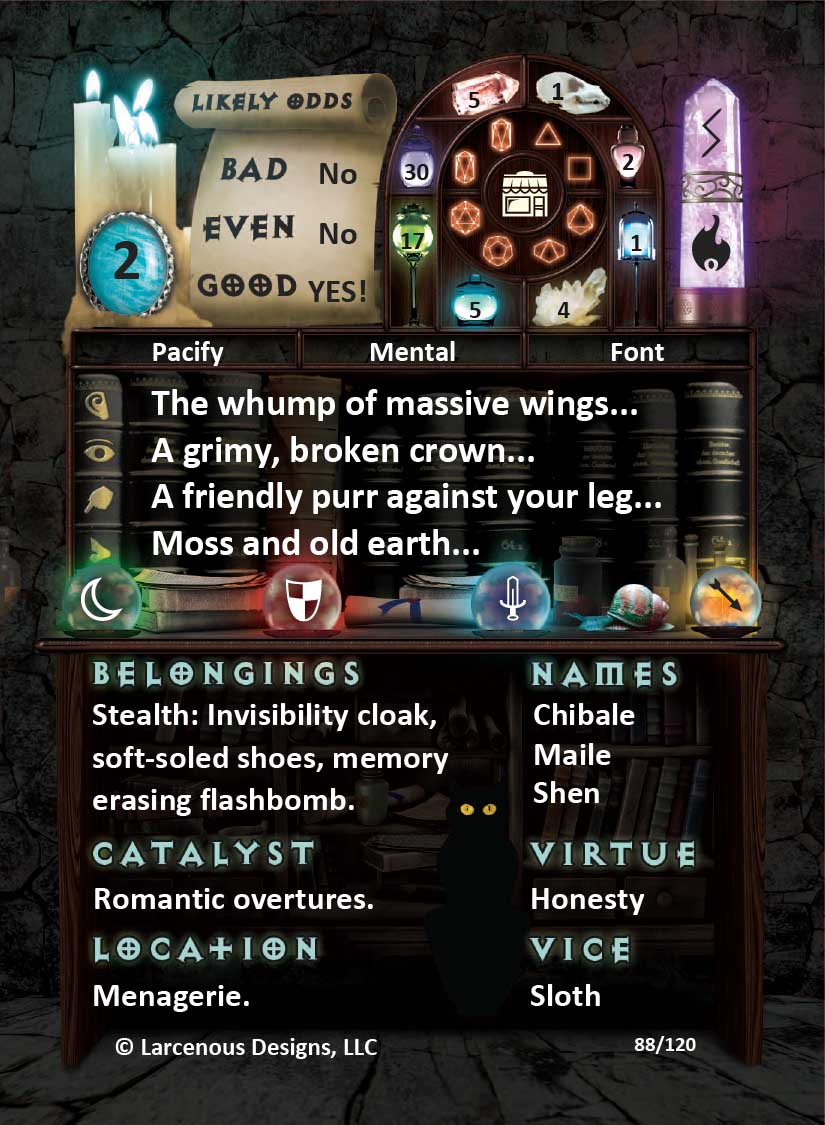 LIKELY ODDS
BAD No
EVEN No
GOOD YES!
2
5
1
30
2
17
1
5
4
Pacify Mental Font
The whump of massive wings...
A grimy, broken crown...
A friendly purr against your leg...
Moss and old earth...
BELONGINGS
Stealth: Invisibility cloak,
soft-soled shoes, memory
erasing flashbomb.
NAMES
Chibale
Maile
Shen
CATALYST
Romantic overtures.
VIRTUE
Honesty
LOCATION
Menagerie.
VICE
Sloth
© Larcenous Designs, LLC
88/120